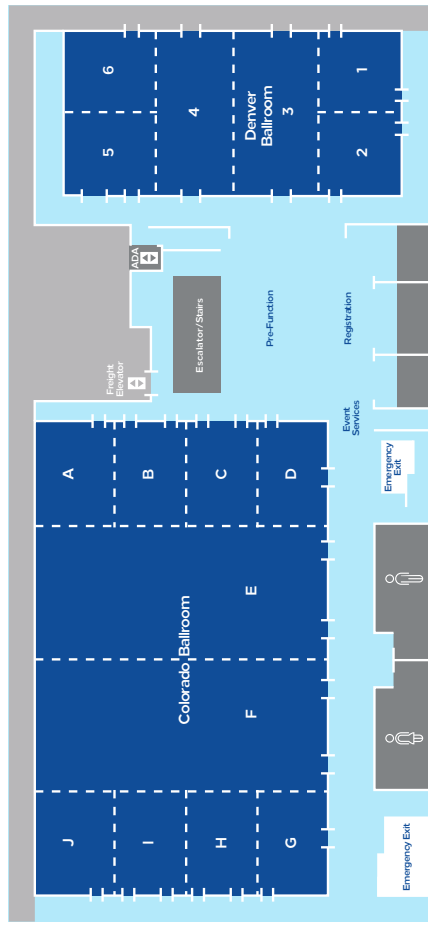 J
I
H
G
Colorado Ballroom
F
E
A
B
C
D
Freight
Elevator
ADA
Escalator/Stairs
Pre-Function
Registration
Event
Services
Emergency
Exit
Emergency Exit
5
6
4
Denver
Ballroom
3
2
1